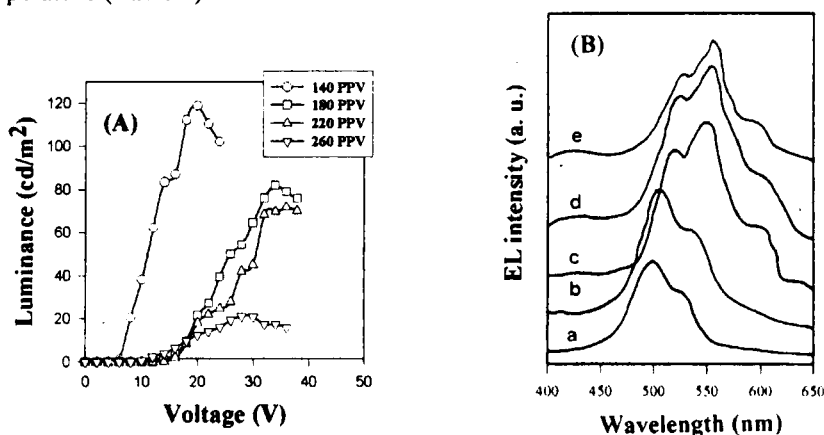 (A)
140 PPV
180 PPV
220 PPV
260 PPV
Luminance (cd/m²)
120
100
80
60
40
20
0
0 10 20 30 40 50
Voltage (V)
(B)
e
d
c
b
a
EL intensity (a. u.)
400 450 500 550 600 650
Wavelength (nm)